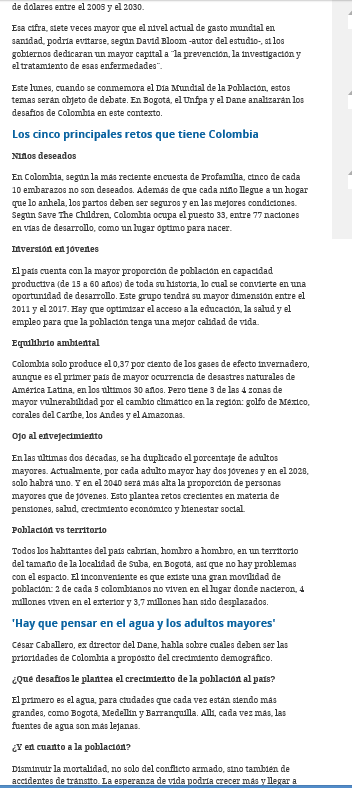 de dólares entre el 2005 y el 2030.
Esa cifra, siete veces mayor que el nivel actual de gasto mundial en
sanidad, podría evitarse, según David Bloom -autor del estudio-, si los
gobiernos dedicaran un mayor capital a "la prevención, la investigación y
el tratamiento de esas enfermedades".
Este lunes, cuando se conmemora el Día Mundial de la Población, estos
temas serán objeto de debate. En Bogotá, el Unfpa y el Dane analizarán los
desafíos de Colombia en este contexto.
Los cinco principales retos que tiene Colombia
Niños deseados
En Colombia, según la más reciente encuesta de Profamilia, cinco de cada
10 embarazos no son deseados. Además de que cada niño llegue a un hogar
que lo anhela, los partos deben ser seguros y en las mejores condiciones.
Según Save The Children, Colombia ocupa el puesto 33, entre 77 naciones
en vías de desarrollo, como un lugar óptimo para nacer.
Inversión en jóvenes
El país cuenta con la mayor proporción de población en capacidad
productiva (de 15 a 60 años) de toda su historia, lo cual se convierte en una
oportunidad de desarrollo. Este grupo tendrá su mayor dimensión entre el
2011 y el 2017. Hay que optimizar el acceso a la educación, la salud y el
empleo para que la población tenga una mejor calidad de vida.
Equilibrio ambiental
Colombia solo produce el 0,37 por ciento de los gases de efecto invernadero,
aunque es el primer país de mayor ocurrencia de desastres naturales de
América Latina, en los últimos 30 años. Pero tiene 3 de las 4 zonas de
mayor vulnerabilidad por el cambio climático en la región: golfo de México,
corales del Caribe, los Andes y el Amazonas.
Ojo al envejecimiento
En las últimas dos décadas, se ha duplicado el porcentaje de adultos
mayores. Actualmente, por cada adulto mayor hay dos jóvenes y en el 2028,
solo habrá uno. Y en el 2040 será más alta la proporción de personas
mayores que de jóvenes. Esto plantea retos crecientes en materia de
pensiones, salud, crecimiento económico y bienestar social.
Población vs territorio
Todos los habitantes del país cabrían, hombro a hombro, en un territorio
del tamaño de la localidad de Suba, en Bogotá, así que no hay problemas
con el espacio. El inconveniente es que existe una gran movilidad de
población: 2 de cada 5 colombianos no viven en el lugar donde nacieron, 4
millones viven en el exterior y 3,7 millones han sido desplazados.
'Hay que pensar en el agua y los adultos mayores'
César Caballero, ex director del Dane, habla sobre cuáles deben ser las
prioridades de Colombia a propósito del crecimiento demográfico.
¿Qué desafíos le plantea el crecimiento de la población al país?
El primero es el agua, para ciudades que cada vez están siendo más
grandes, como Bogotá, Medellín y Barranquilla. Allí, cada vez más, las
fuentes de agua son más lejanas.
¿Y en cuanto a la población?
Disminuir la mortalidad, no solo del conflicto armado, sino también de
accidentes de tránsito. La esperanza de vida podría crecer más y llegar a